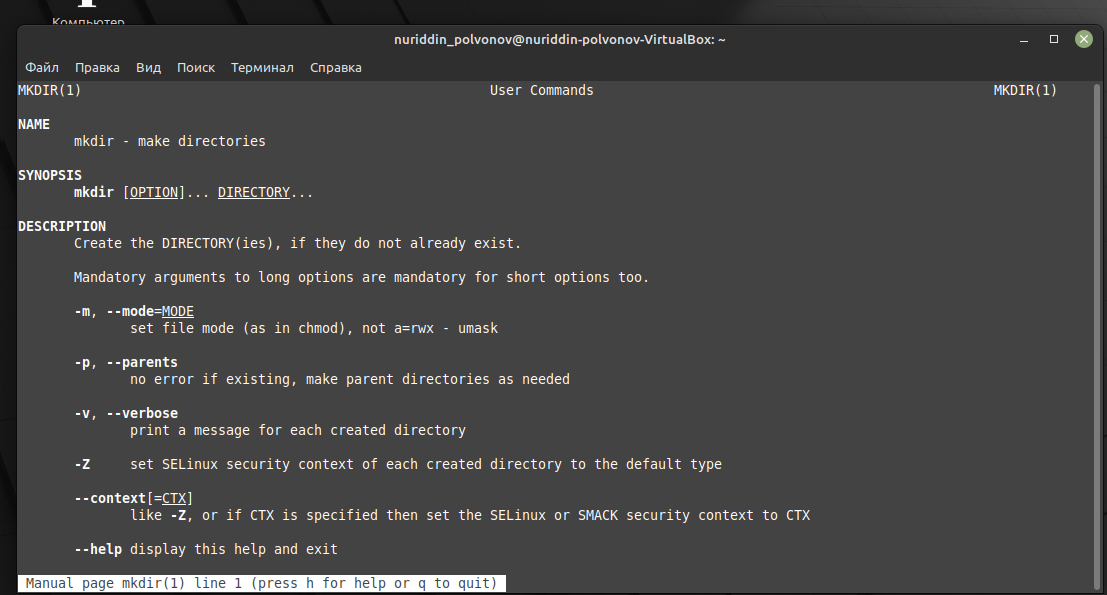 Компьютер
nuriddin_polvonov@nuriddin-polvonov-VirtualBox: ~
Файл Правка Вид Поиск Терминал Справка
MKDIR(1) User Commands MKDIR(1)
NAME
mkdir - make directories
SYNOPSIS
mkdir [OPTION]... DIRECTORY...
DESCRIPTION
Create the DIRECTORY(ies), if they do not already exist.
Mandatory arguments to long options are mandatory for short options too.
-m, --mode=MODE
set file mode (as in chmod), not a=rwx - umask
-p, --parents
no error if existing, make parent directories as needed
-v, --verbose
print a message for each created directory
-Z set SELinux security context of each created directory to the default type
--context[=CTX]
like -Z, or if CTX is specified then set the SELinux or SMACK security context to CTX
--help display this help and exit
Manual page mkdir(1) line 1 (press h for help or q to quit)